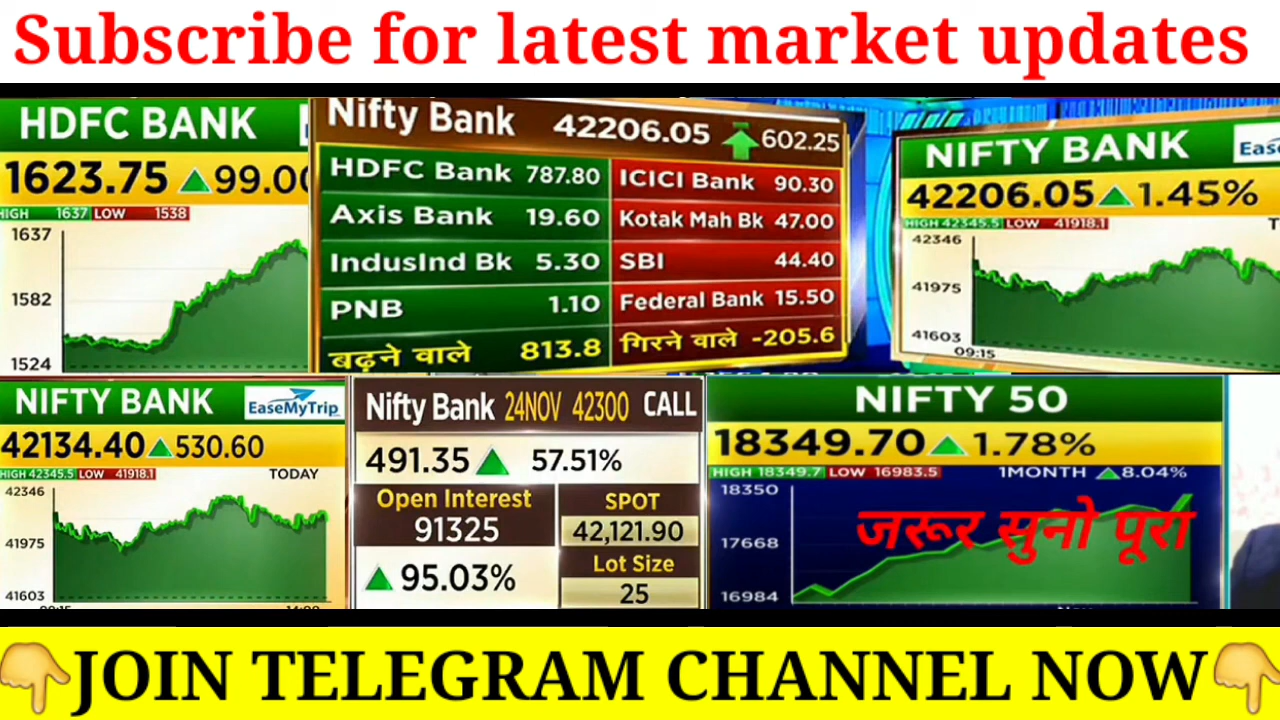 Subscribe for latest market updates
HDFC BANK
1623.75 ▲99.00
HIGH 1637 LOW 1538
1637
1582
1524
Nifty Bank 42206.05 602.25
HDFC Bank 787.80
Axis Bank 19.60
IndusInd Bk 5.30
PNB 1.10
बढ़ने वाले 813.8
ICICI Bank 90.30
Kotak Mah Bk 47.00
SBI 44.40
Federal Bank 15.50
गिरने वाले -205.6
NIFTY BANK
42206.05 ▲1.45%
HIGH 42345.5 LOW 41918.1
42346
41975
41603
09:15
NIFTY BANK EaseMyTrip
42134.40 ▲530.60
HIGH 42345.5 LOW 41918.1 TODAY
42346
41975
41603
Nifty Bank 24NOV 42300 CALL
491.35 ▲ 57.51%
Open Interest
91325
▲ 95.03%
SPOT
42,121.90
Lot Size
25
NIFTY 50
18349.70 ▲1.78%
HIGH 18349.7 LOW 16983.5 1MONTH ▲8.04%
18350
17668
16984
जरूर सुनो पूरा
👇JOIN TELEGRAM CHANNEL NOW👇